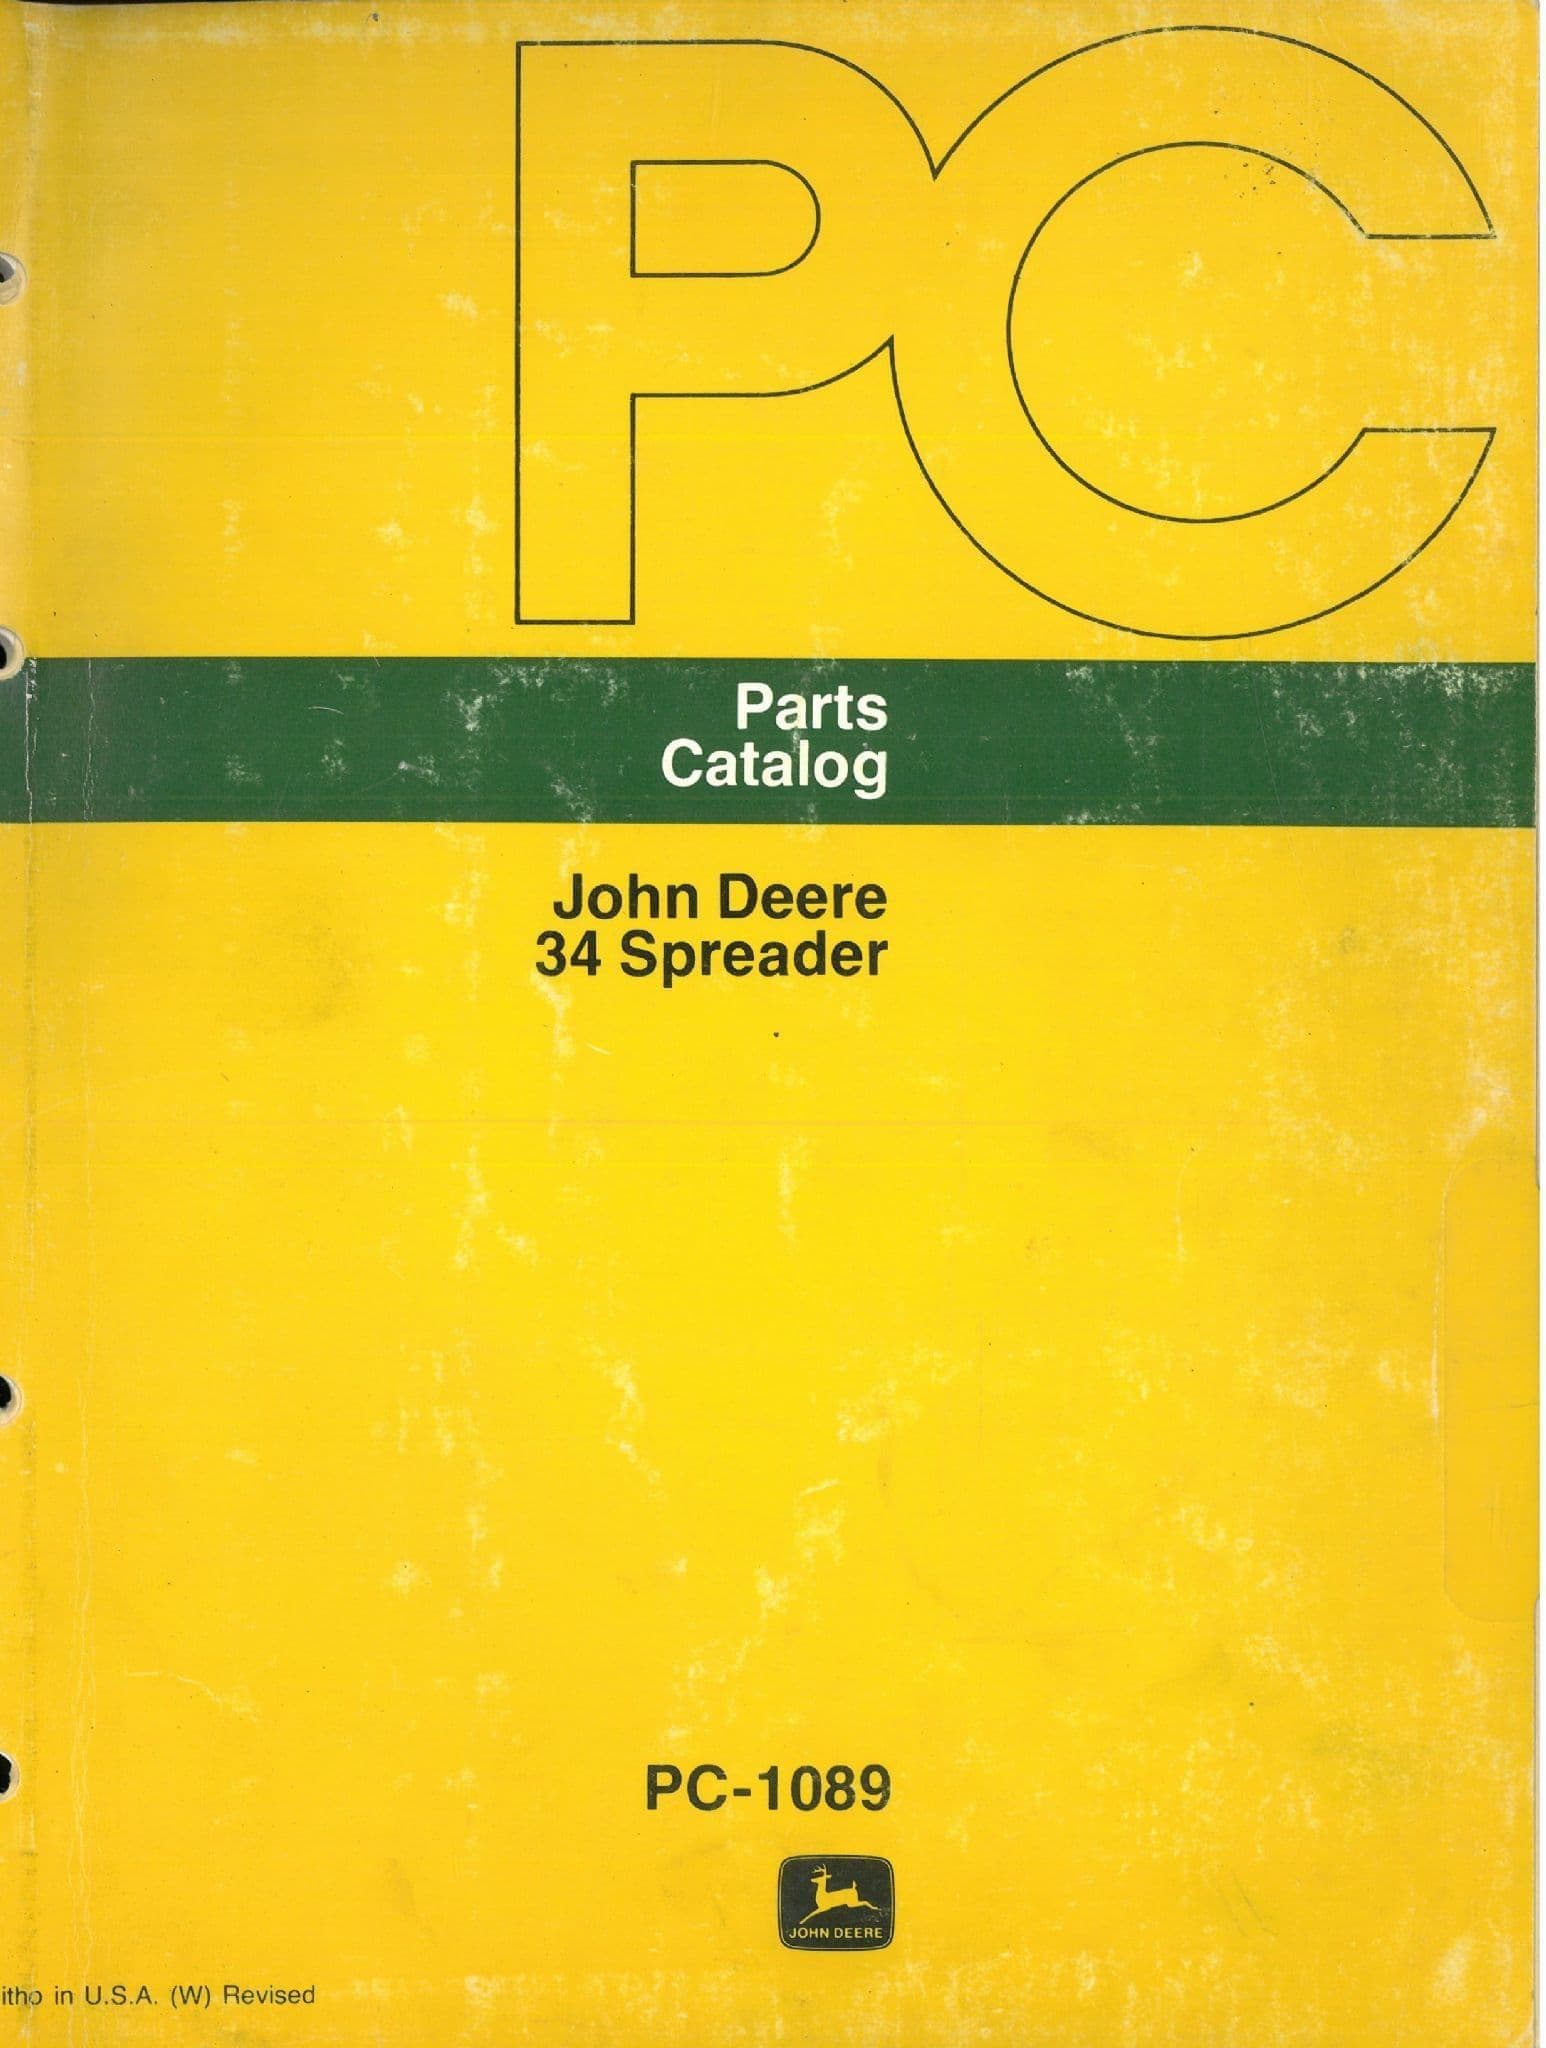 PC
Parts
Catalog
John Deere
34 Spreader
PC-1089
JOHN DEERE
itho in U.S.A. (W) Revised